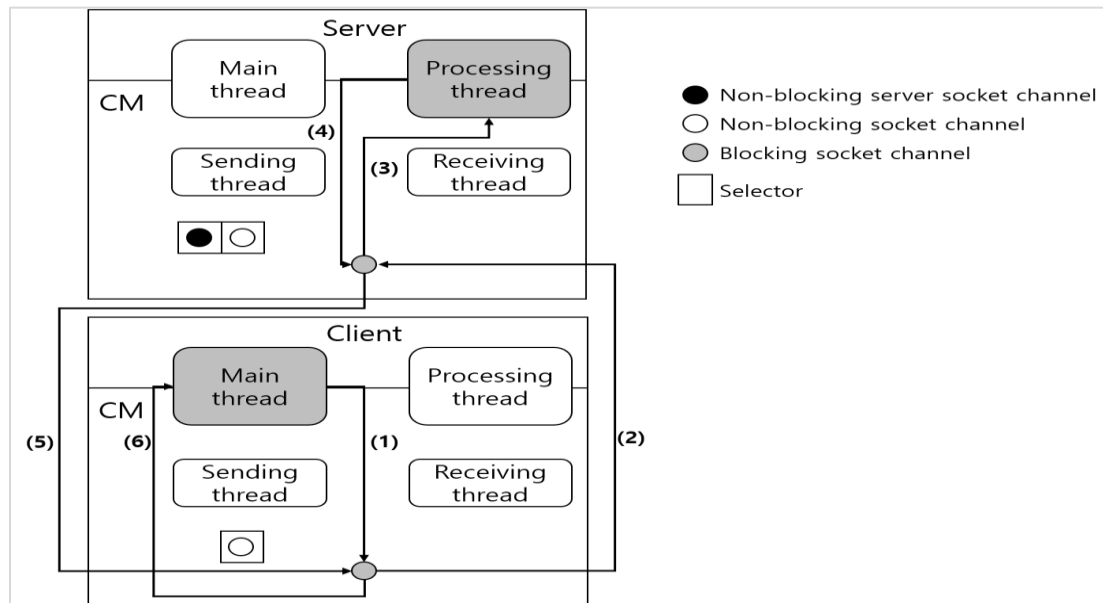 Server
Main
thread
Processing
thread
CM
(4)
(3)
Sending
thread
Receiving
thread
Non-blocking server socket channel
Non-blocking socket channel
Blocking socket channel
Selector
Client
Main
thread
Processing
thread
CM
(5)
(6)
(1)
(2)
Sending
thread
Receiving
thread